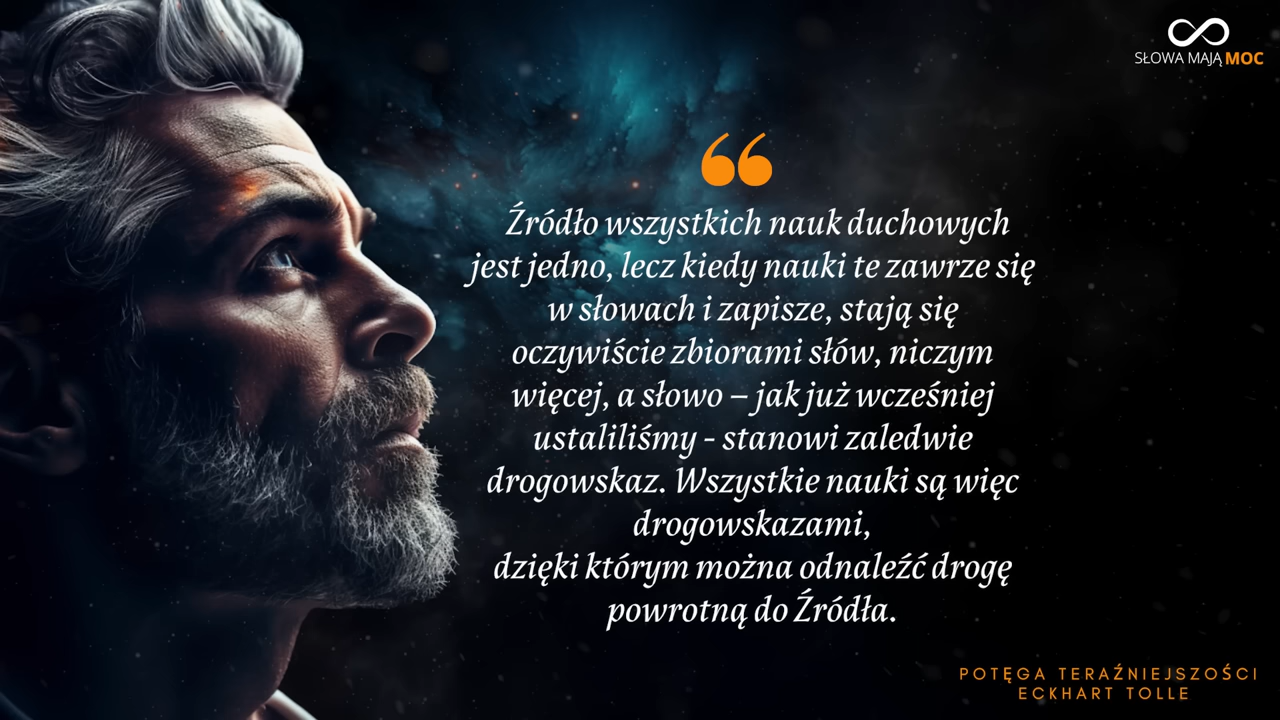 SŁOWA MAJĄ MOC
Źródło wszystkich nauk duchowych
jest jedno, lecz kiedy nauki te zawrze się
w słowach i zapisze, stają się
oczywiście zbiorami słów, niczym
więcej, a słowo – jak już wcześniej
ustaliliśmy - stanowi zaledwie
drogowskaz. Wszystkie nauki są więc
drogowskazami,
dzięki którym można odnaleźć drogę
powrotną do Źródła.
POTĘGA TERAŹNIEJSZOŚCI
ECKHART TOLLE